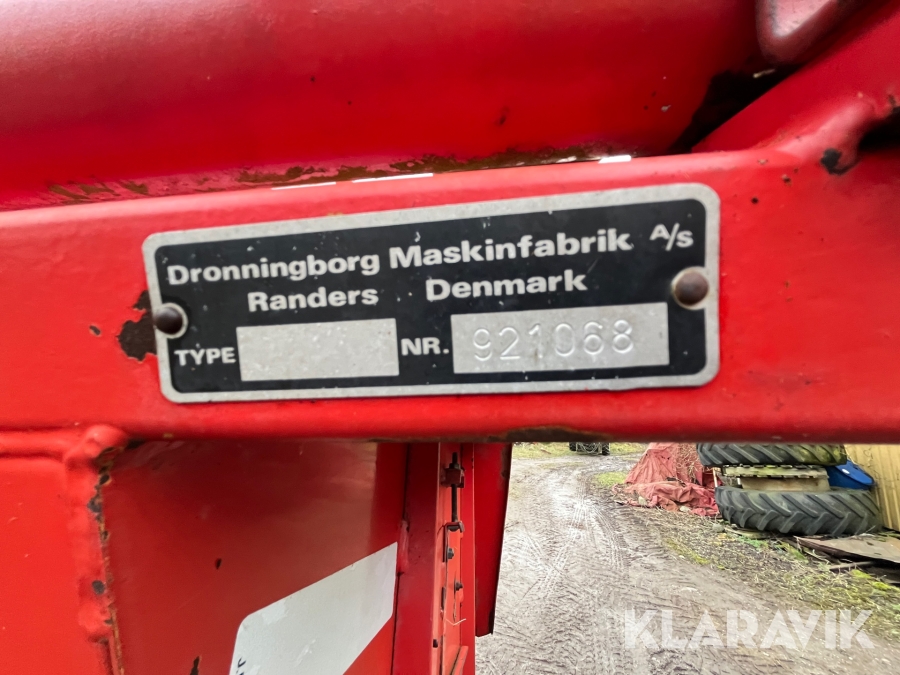 Dronningborg Maskinfabrik A/S
Randers Denmark
TYPE NR. 921068
KLARAVIK